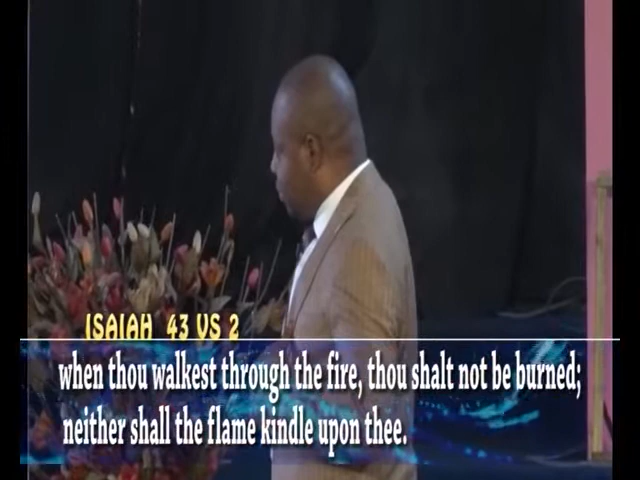 ISAIAH 43 VS 2
when thou walkest through the fire, thou shalt not be burned;
neither shall the flame kindle upon thee.